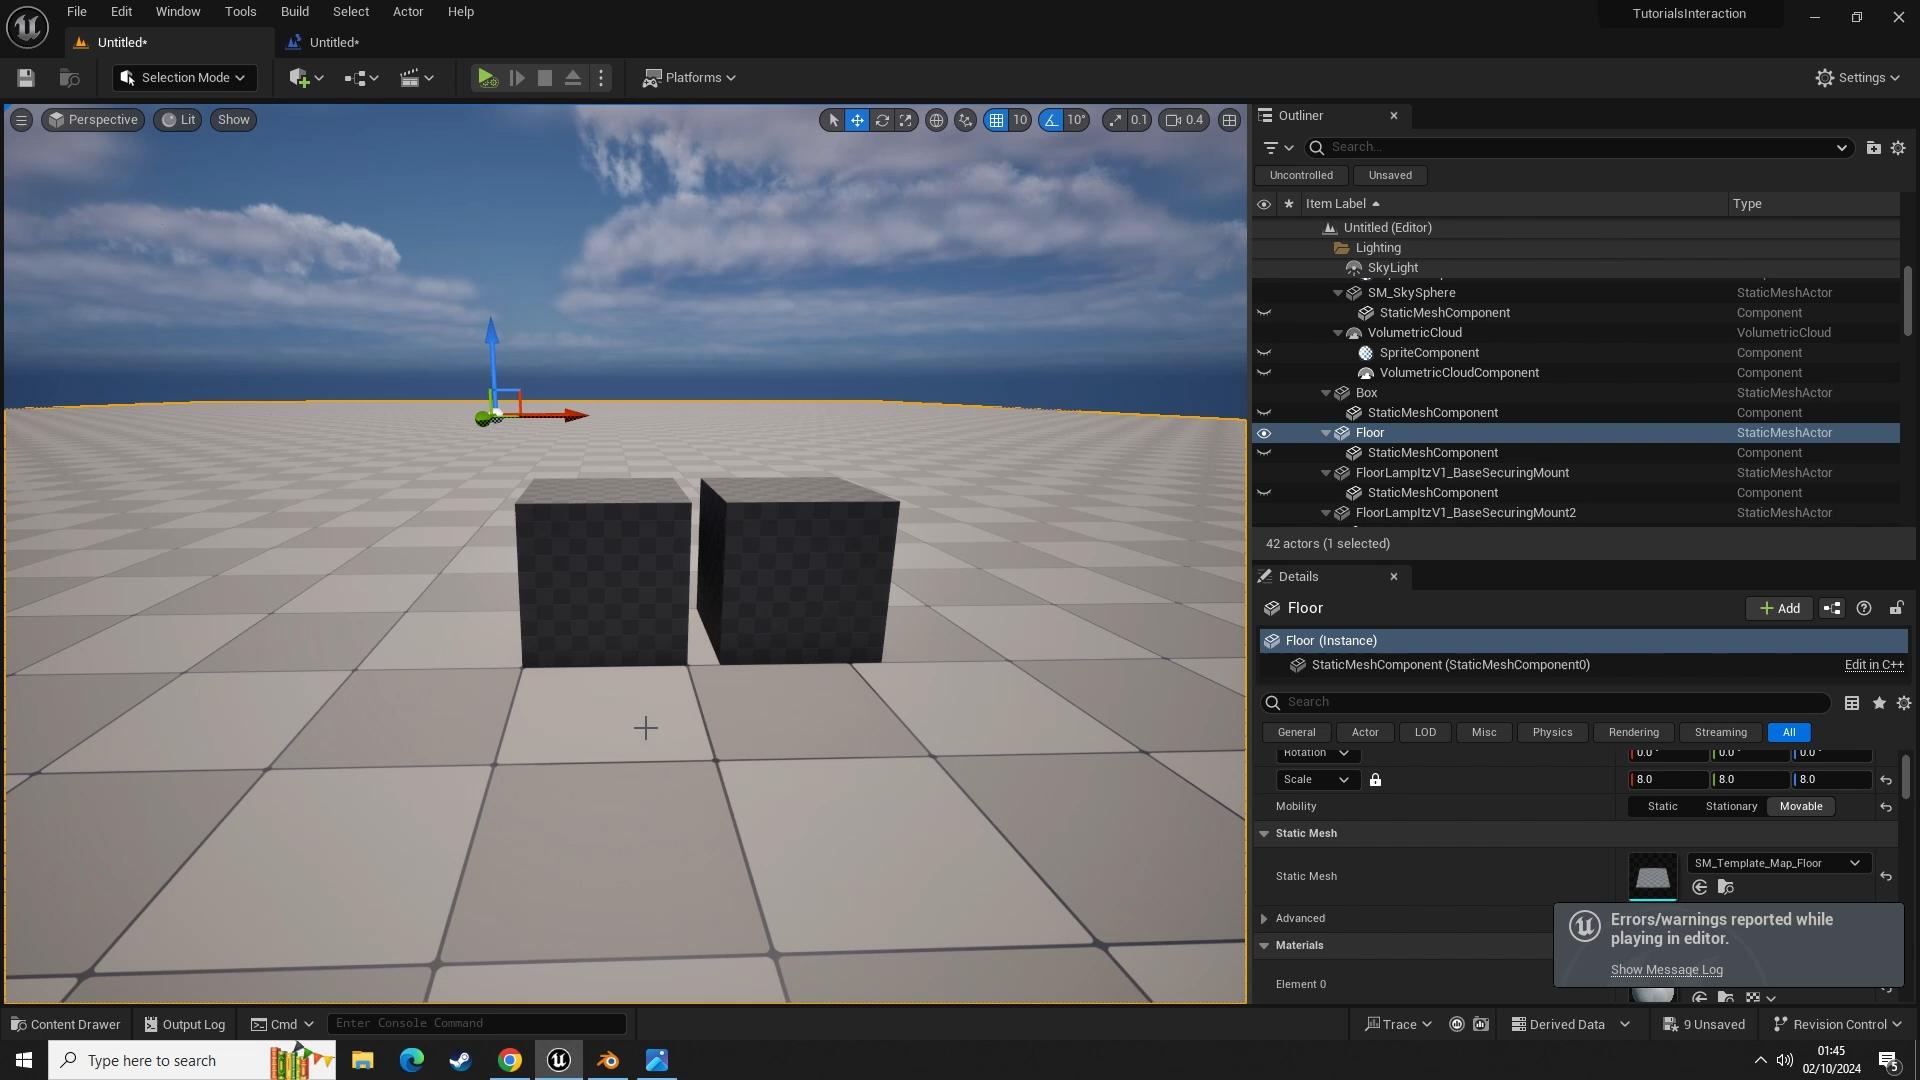 File Edit Window Tools Build Select Actor Help
TutorialsInteraction
Untitled* Untitled*
Selection Mode Platforms Settings
Perspective Lit Show 10 10° 0.1 0.4
Outliner
Search...
Uncontrolled Unsaved
Item Label Type
Untitled (Editor)
Lighting
SkyLight
SM_SkySphere StaticMeshActor
StaticMeshComponent Component
VolumetricCloud VolumetricCloud
SpriteComponent Component
VolumetricCloudComponent Component
Box StaticMeshActor
StaticMeshComponent Component
Floor StaticMeshActor
StaticMeshComponent Component
FloorLampItzV1_BaseSecuringMount StaticMeshActor
StaticMeshComponent Component
FloorLampItzV1_BaseSecuringMount2 StaticMeshActor
42 actors (1 selected)
Details
Floor Add
Floor (Instance)
StaticMeshComponent (StaticMeshComponent0) Edit in C++
Search
General Actor LOD Misc Physics Rendering Streaming All
Rotation 0.0° 0.0° 0.0°
Scale 8.0 8.0 8.0
Mobility Static Stationary Movable
Static Mesh
Static Mesh SM_Template_Map_Floor
Advanced
Materials
Element 0
Errors/warnings reported while
playing in editor.
Show Message Log
Content Drawer Output Log Cmd Enter Console Command Trace Derived Data 9 Unsaved Revision Control
Type here to search
01:45
02/10/2024
5